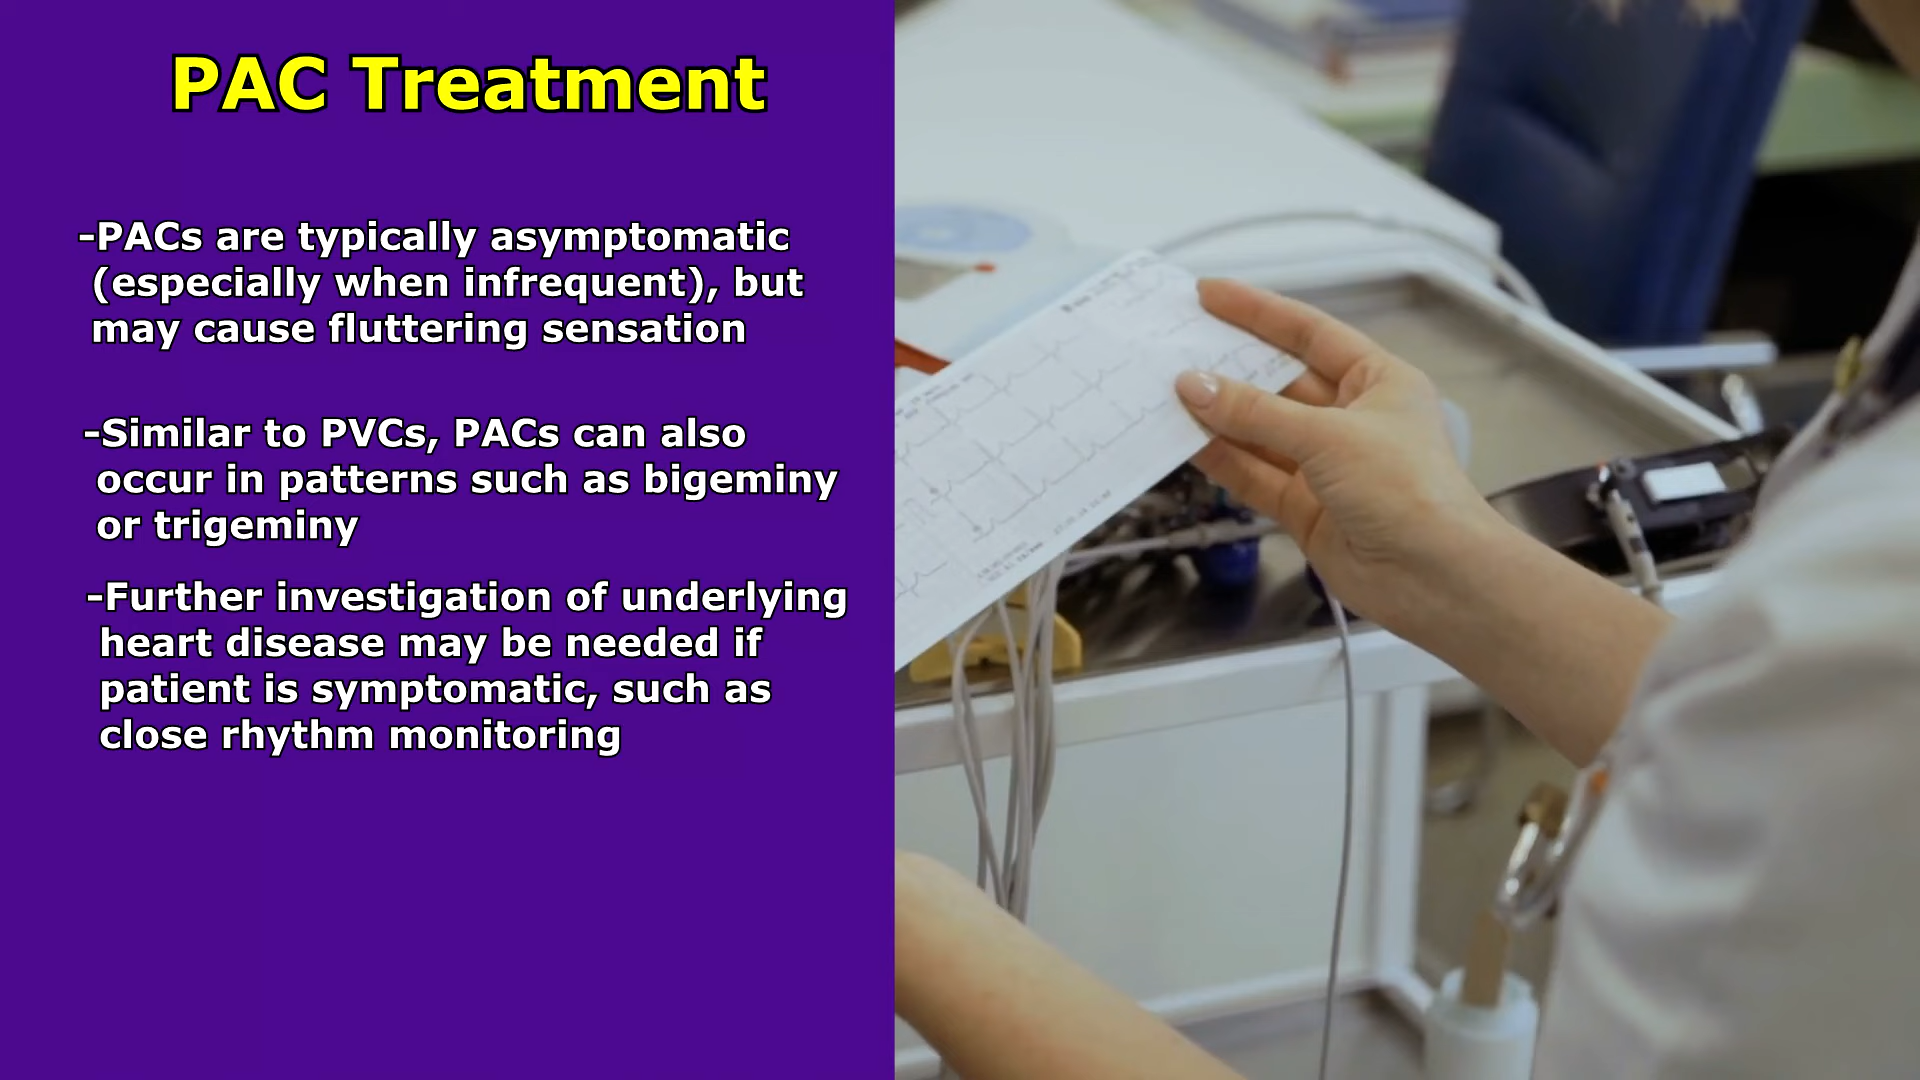 PAC Treatment
-PACs are typically asymptomatic
(especially when infrequent), but
may cause fluttering sensation
-Similar to PVCs, PACs can also
occur in patterns such as bigeminy
or trigeminy
-Further investigation of underlying
heart disease may be needed if
patient is symptomatic, such as
close rhythm monitoring